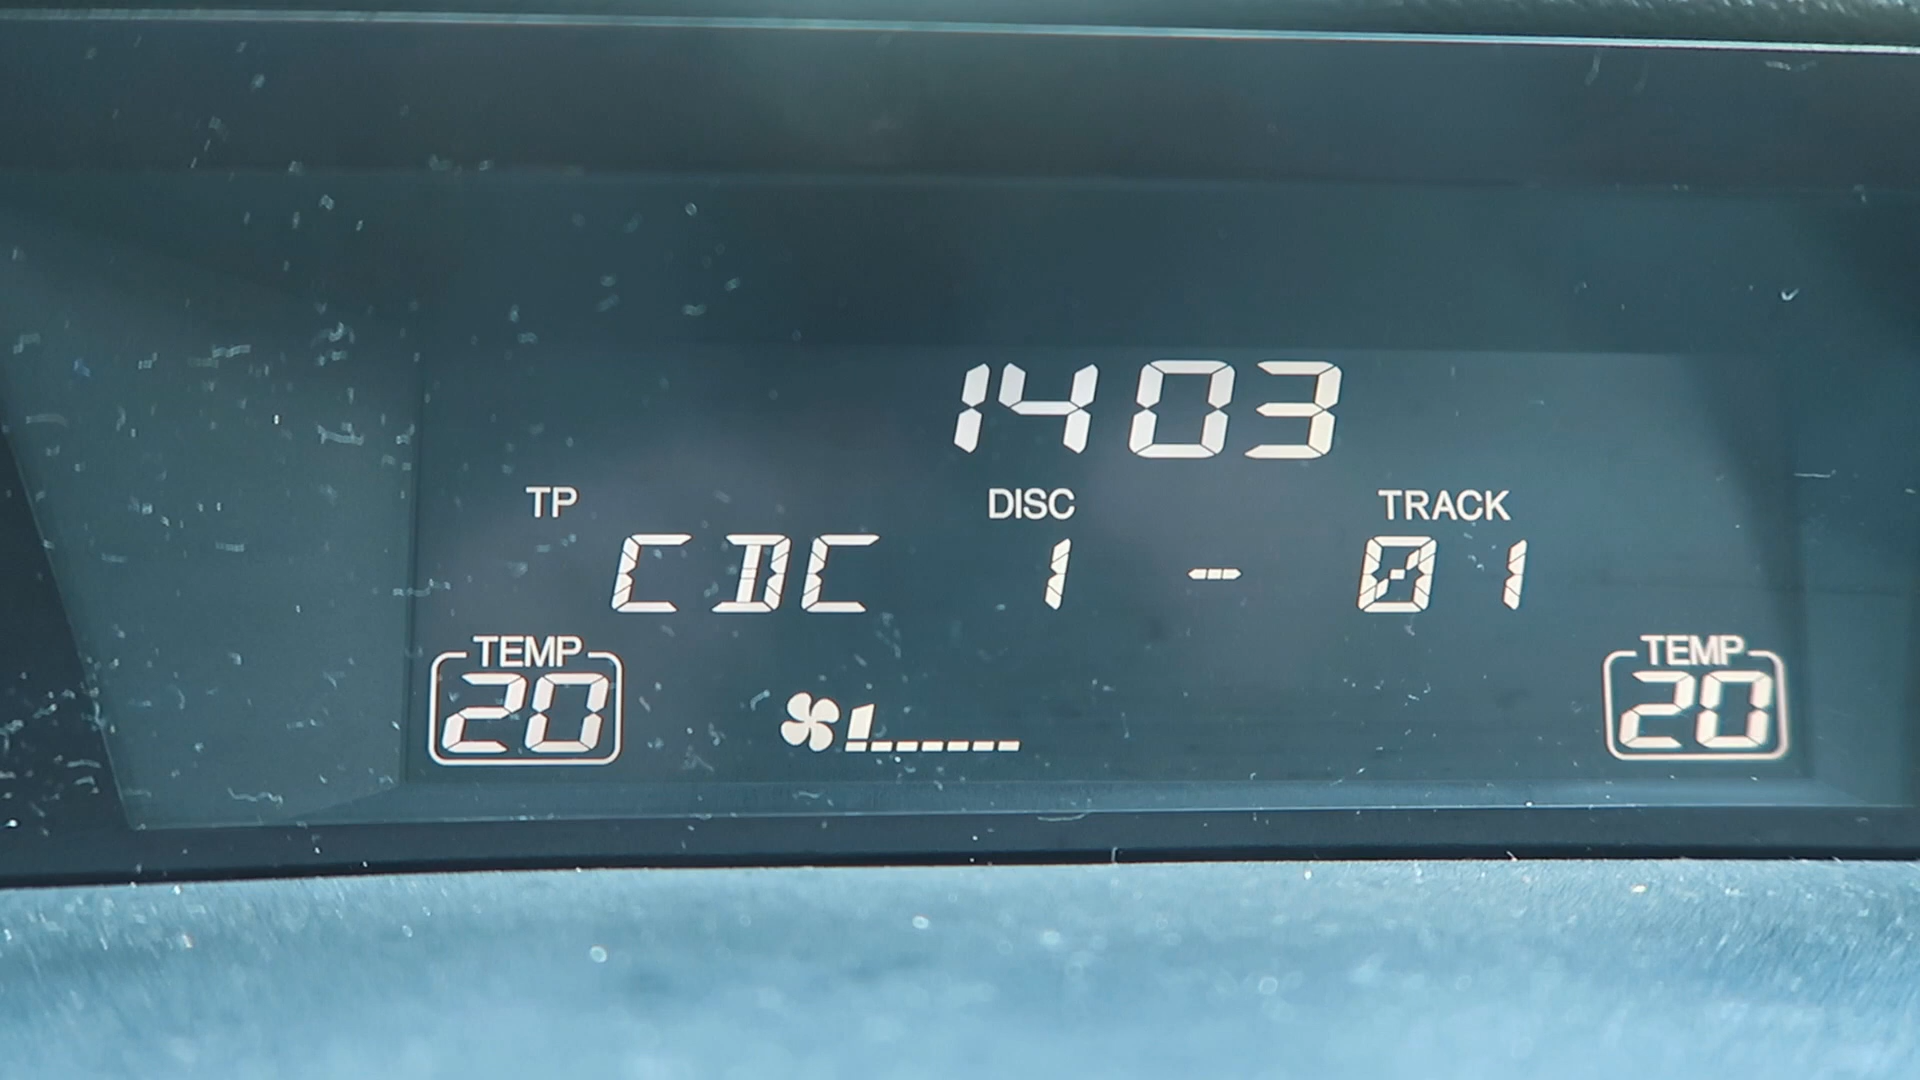 1403
TP DISC TRACK
CDC 1 - 01
TEMP TEMP
20 20